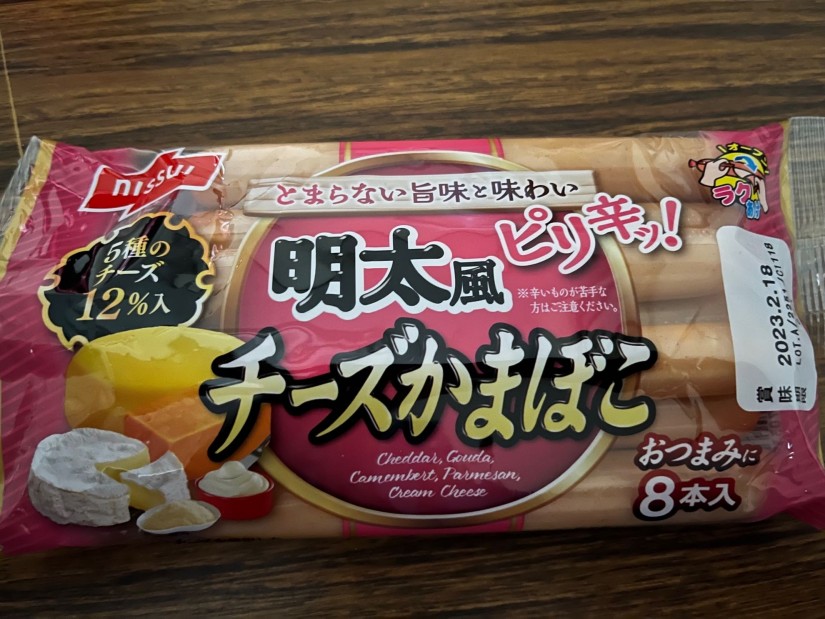 nissui
とまらない旨味と味わい
ピリ辛ッ!
5種の
チーズ
12%入
明太風
※辛いものが苦手な
方はご注意ください。
チーズかまぼこ
Cheddar, Gouda,
Camembert, Parmesan,
Cream Cheese
おつまみに
8本入
ラク
賞味期限
2023.2.18